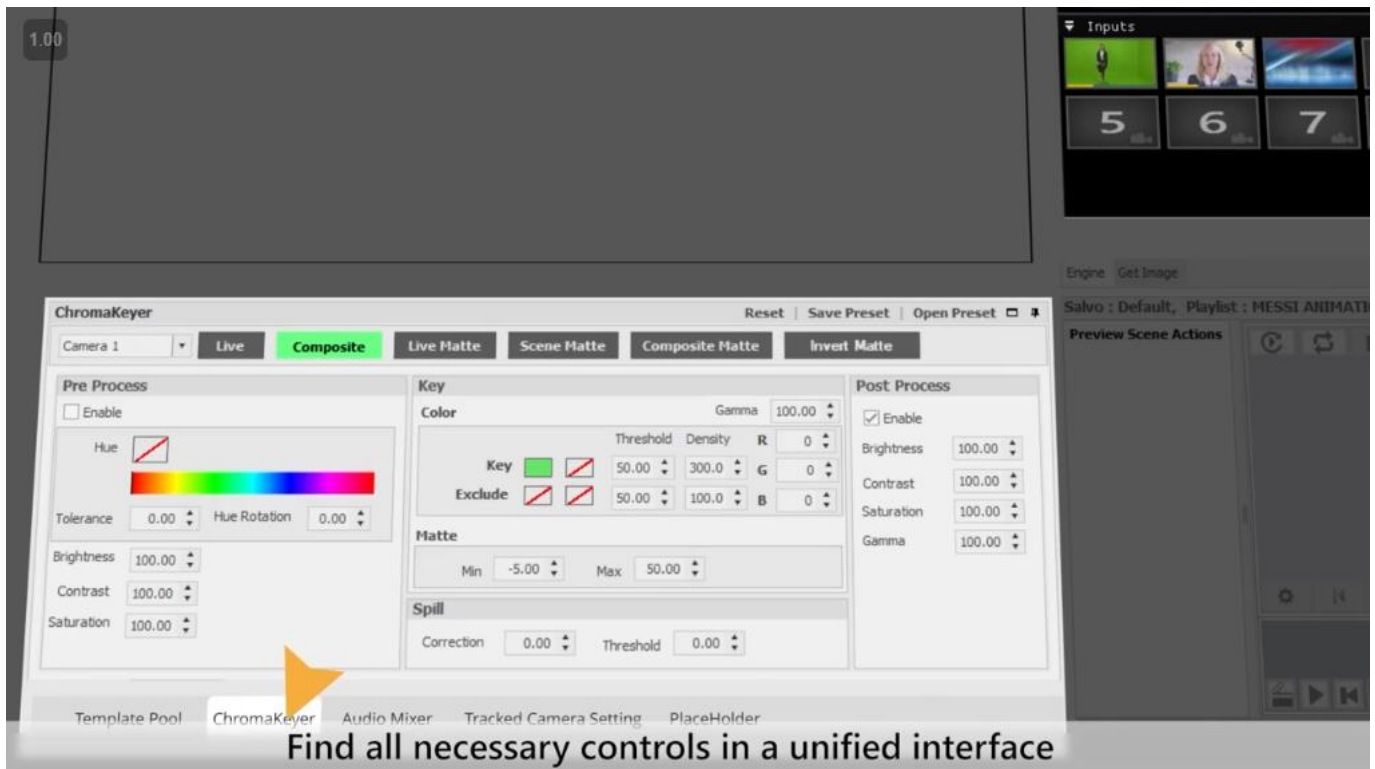 1.00
Inputs
5 6 7
Engine Get Image
ChromaKeyer Reset | Save Preset | Open Preset
Salvo : Default, Playlist : MESSI ANIMATI
Camera 1 Live Composite Live Matte Scene Matte Composite Matte Invert Matte
Preview Scene Actions
Pre Process
Enable
Hue
Tolerance 0.00 Hue Rotation 0.00
Brightness 100.00
Contrast 100.00
Saturation 100.00
Key
Color Gamma 100.00
Threshold Density R 0
Key 50.00 300.0 G 0
Exclude 50.00 100.0 B 0
Matte
Min -5.00 Max 50.00
Spill
Correction 0.00 Threshold 0.00
Post Process
Enable
Brightness 100.00
Contrast 100.00
Saturation 100.00
Gamma 100.00
Template Pool ChromaKeyer Audio Mixer Tracked Camera Setting PlaceHolder
Find all necessary controls in a unified interface